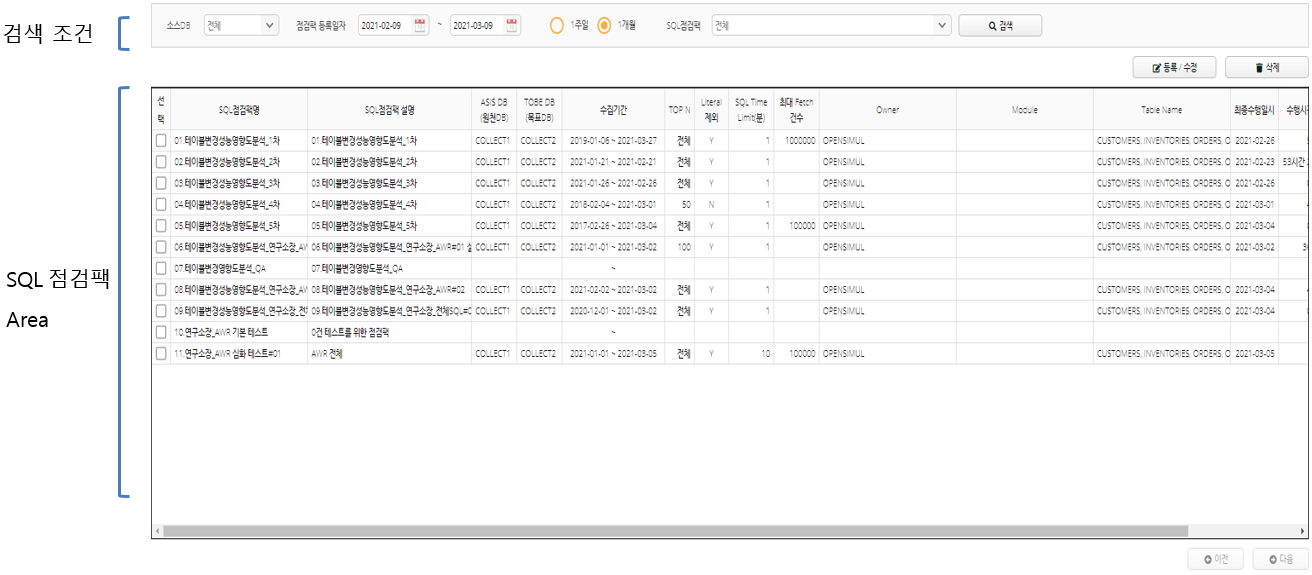 검색 조건
소스DB 전체 점검팩 등록일자 2021-02-09 ~ 2021-03-09 1주일 1개월 SQL점검팩 전체 검색
등록 / 수정 삭제
SQL 점검팩
Area
선택 SQL점검팩명 SQL점검팩 설명 ASIS DB (원천DB) TOBE DB (목표DB) 수집기간 TOP N Literal 제외 SQL Time Limit(분) 최대 Fetch 건수 Owner Module Table Name 최종수행일시 수행시
01.테이블변경성능영향도분석_1차 01.테이블변경성능영향도분석_1차 COLLECT1 COLLECT2 2019-01-06 ~ 2021-03-27 전체 Y 1 1000000 OPENSIMUL CUSTOMERS, INVENTORIES, ORDERS, O 2021-02-26
02.테이블변경성능영향도분석_2차 02.테이블변경성능영향도분석_2차 COLLECT1 COLLECT2 2021-01-21 ~ 2021-02-21 전체 Y 1 OPENSIMUL CUSTOMERS, INVENTORIES, ORDERS, O 2021-02-23 53시간
03.테이블변경성능영향도분석_3차 03.테이블변경성능영향도분석_3차 COLLECT1 COLLECT2 2021-01-26 ~ 2021-02-26 전체 Y 1 OPENSIMUL CUSTOMERS, INVENTORIES, ORDERS, O 2021-02-26
04.테이블변경성능영향도분석_4차 04.테이블변경성능영향도분석_4차 COLLECT1 COLLECT2 2018-02-04 ~ 2021-03-01 50 N 1 OPENSIMUL CUSTOMERS, INVENTORIES, ORDERS, O 2021-03-01
05.테이블변경성능영향도분석_5차 05.테이블변경성능영향도분석_5차 COLLECT1 COLLECT2 2017-02-26 ~ 2021-03-04 전체 Y 1 100000 OPENSIMUL CUSTOMERS, INVENTORIES, ORDERS, O 2021-03-04
06.테이블변경성능영향도분석_연구소장_AW 06.테이블변경성능영향도분석_연구소장_AWR#01 COLLECT1 COLLECT2 2021-01-01 ~ 2021-03-02 100 Y 1 OPENSIMUL CUSTOMERS, INVENTORIES, ORDERS, O 2021-03-02
07.테이블변경영향도분석_QA 07.테이블변경영향도분석_QA ~
08.테이블변경성능영향도분석_연구소장_AW 08.테이블변경성능영향도분석_연구소장_AWR#02 COLLECT1 COLLECT2 2021-02-02 ~ 2021-03-02 전체 Y 1 OPENSIMUL CUSTOMERS, INVENTORIES, ORDERS, O 2021-03-04
09.테이블변경성능영향도분석_연구소장_전체 09.테이블변경성능영향도분석_연구소장_전체SQL#0 COLLECT1 COLLECT2 2020-12-01 ~ 2021-03-02 전체 Y 1 OPENSIMUL CUSTOMERS, INVENTORIES, ORDERS, O 2021-03-04
10.연구소장_AWR 기본 테스트 0건 테스트를 위한 점검팩 ~
11.연구소장_AWR 심화 테스트#01 AWR 전체 COLLECT1 COLLECT2 2021-01-01 ~ 2021-03-05 전체 Y 10 100000 OPENSIMUL CUSTOMERS, INVENTORIES, ORDERS, O 2021-03-05
이전 다음